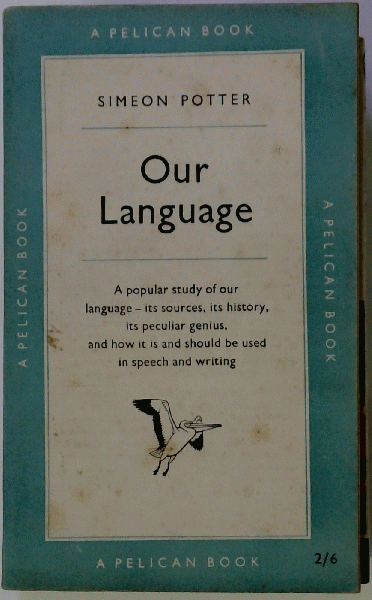 A PELICAN BOOK
SIMEON POTTER
Our
Language
A popular study of our
language – its sources, its history,
its peculiar genius,
and how it is and should be used
in speech and writing
A PELICAN BOOK
A PELICAN BOOK
A PELICAN BOOK
2/6